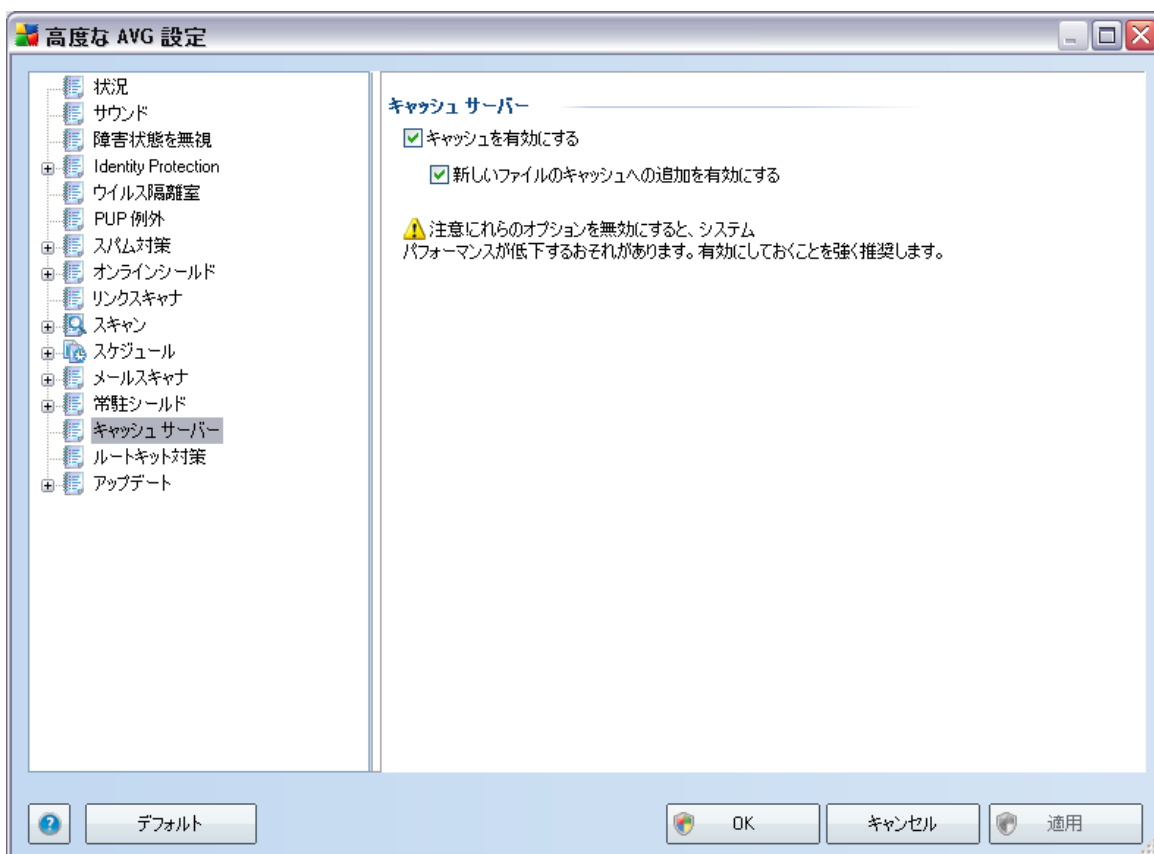 高度な AVG 設定
状況
サウンド
障害状態を無視
Identity Protection
ウイルス隔離室
PUP 例外
スパム対策
オンラインシールド
リンクスキャナ
スキャン
スケジュール
メールスキャナ
常駐シールド
キャッシュ サーバー
ルートキット対策
アップデート
キャッシュ サーバー
キャッシュを有効にする
新しいファイルのキャッシュへの追加を有効にする
注意!これらのオプションを無効にすると、システム
パフォーマンスが低下するおそれがあります。有効にしておくことを強く推奨します。
デフォルト
OK
キャンセル
適用